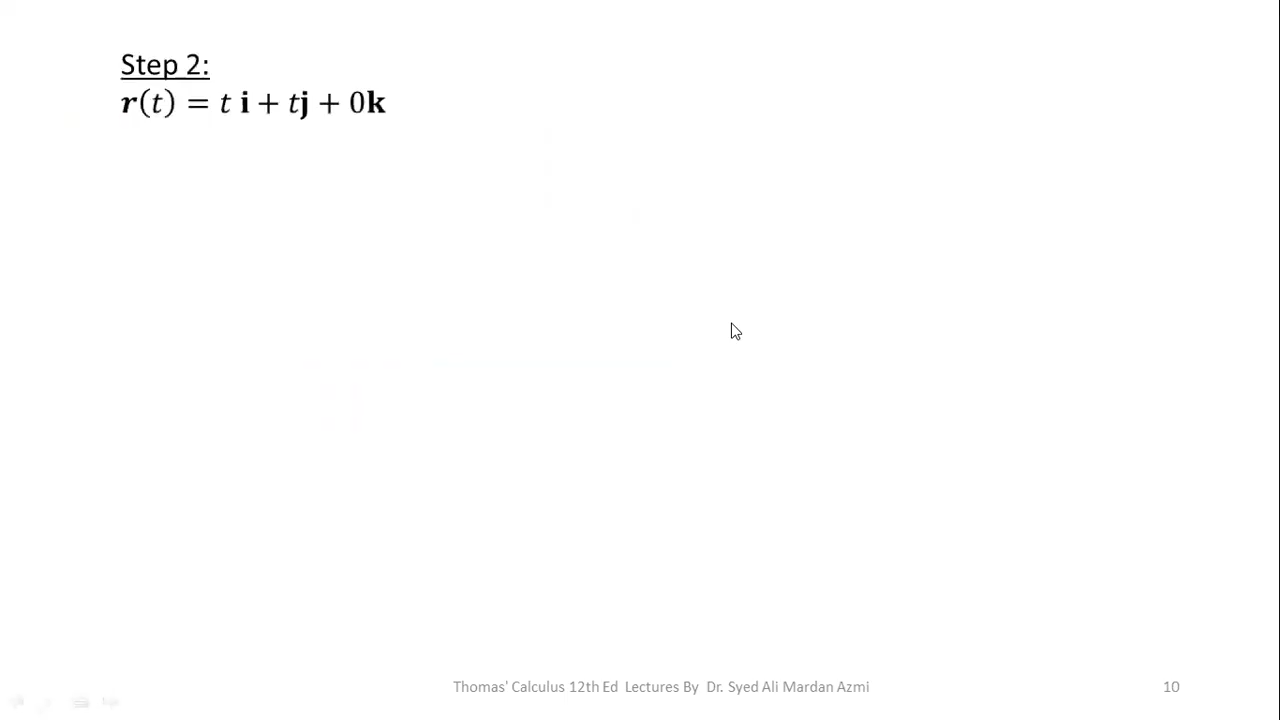 Step 2:
𝒓(𝑡) = 𝑡 𝐢 + 𝑡𝐣 + 0𝐤
Thomas' Calculus 12th Ed Lectures By Dr. Syed Ali Mardan Azmi
10